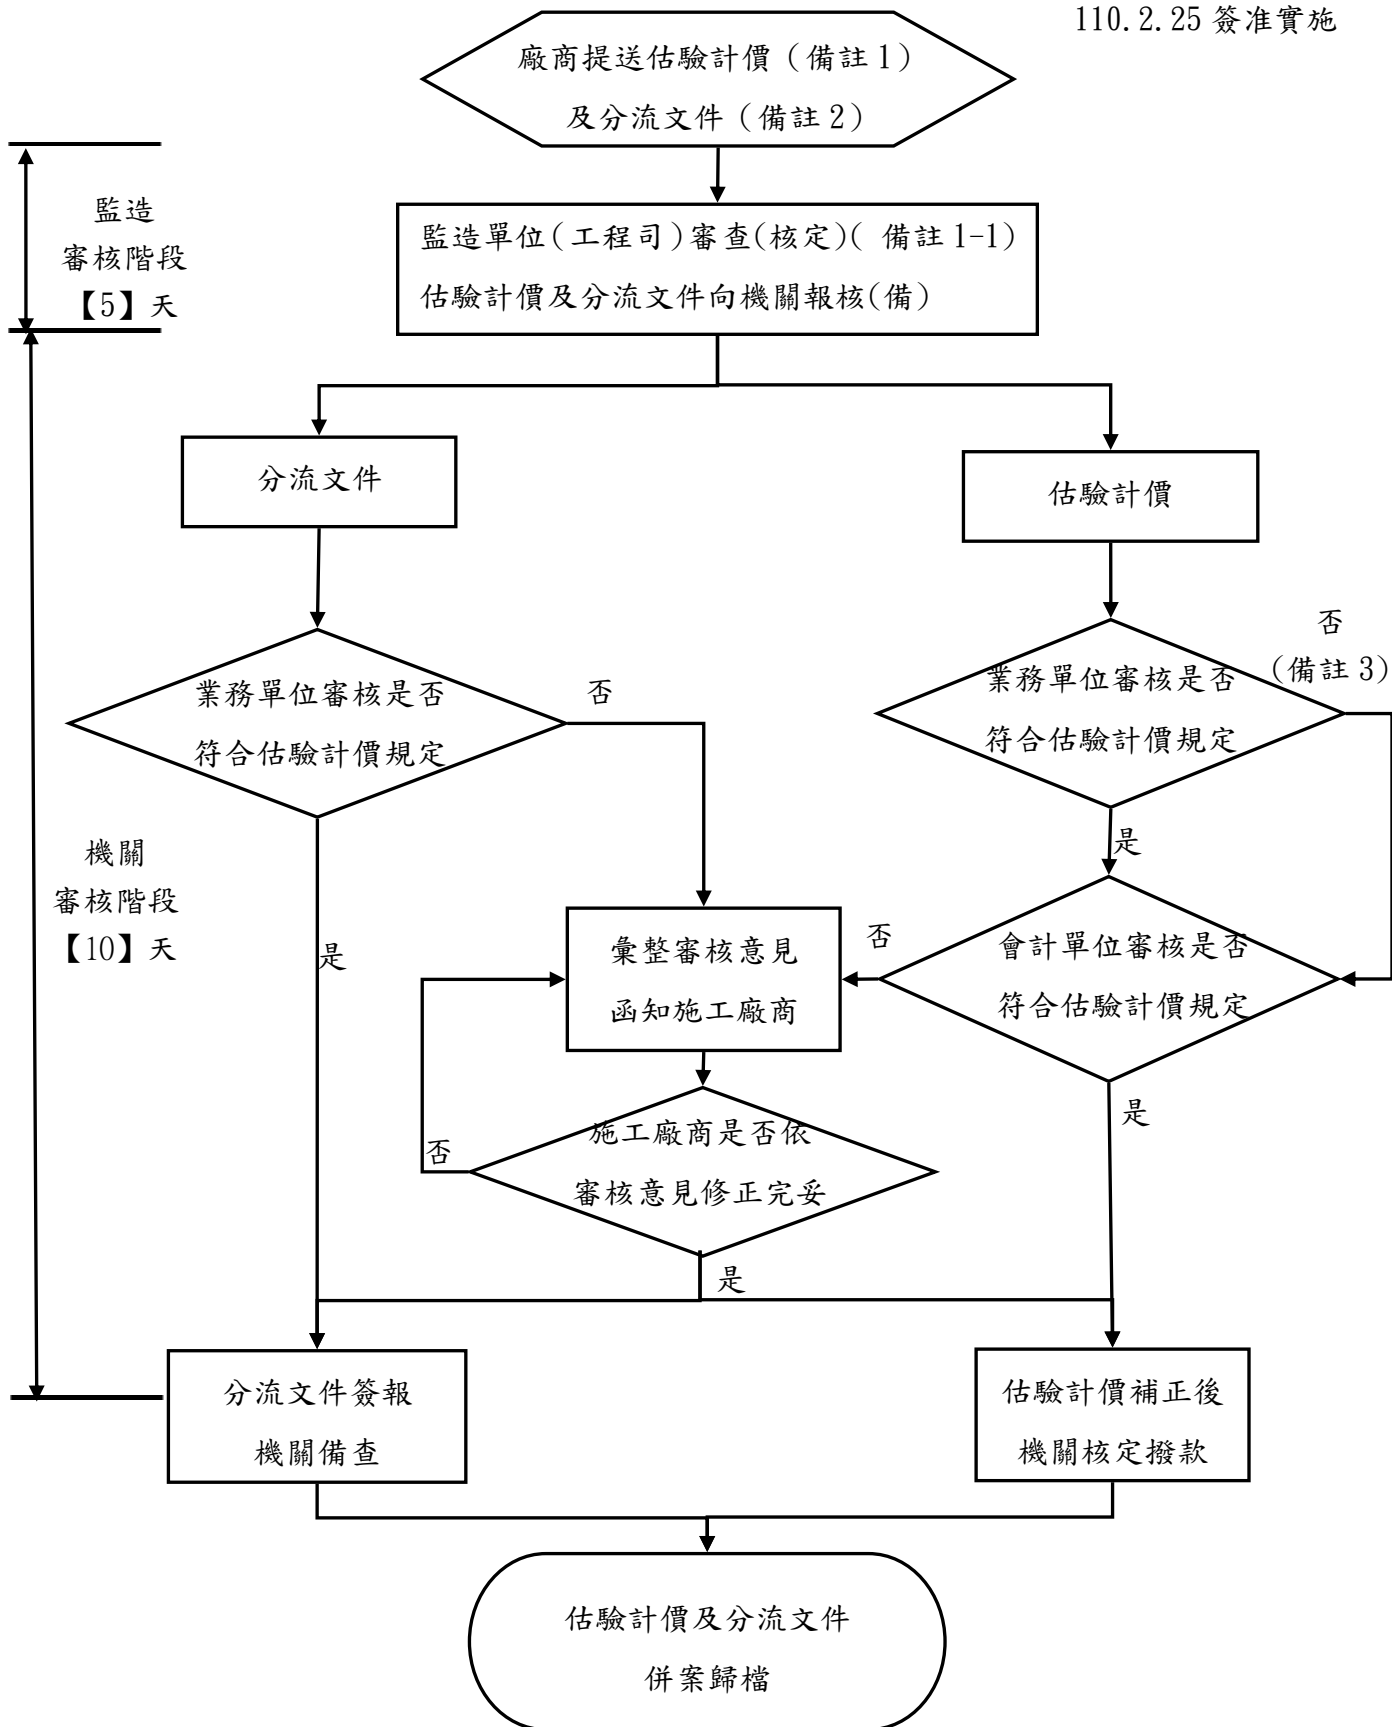 110.2.25 簽准實施
廠商提送估驗計價（備註 1）
及分流文件（備註 2）
監造
審核階段
【5】天
監造單位(工程司)審查(核定)( 備註 1-1)
估驗計價及分流文件向機關報核(備)
分流文件
估驗計價
業務單位審核是否
符合估驗計價規定
否
業務單位審核是否
符合估驗計價規定
否
(備註 3)
是
機關
審核階段
【10】天
是
彙整審核意見
函知施工廠商
否
會計單位審核是否
符合估驗計價規定
是
否
施工廠商是否依
審核意見修正完妥
是
分流文件簽報
機關備查
估驗計價補正後
機關核定撥款
估驗計價及分流文件
併案歸檔